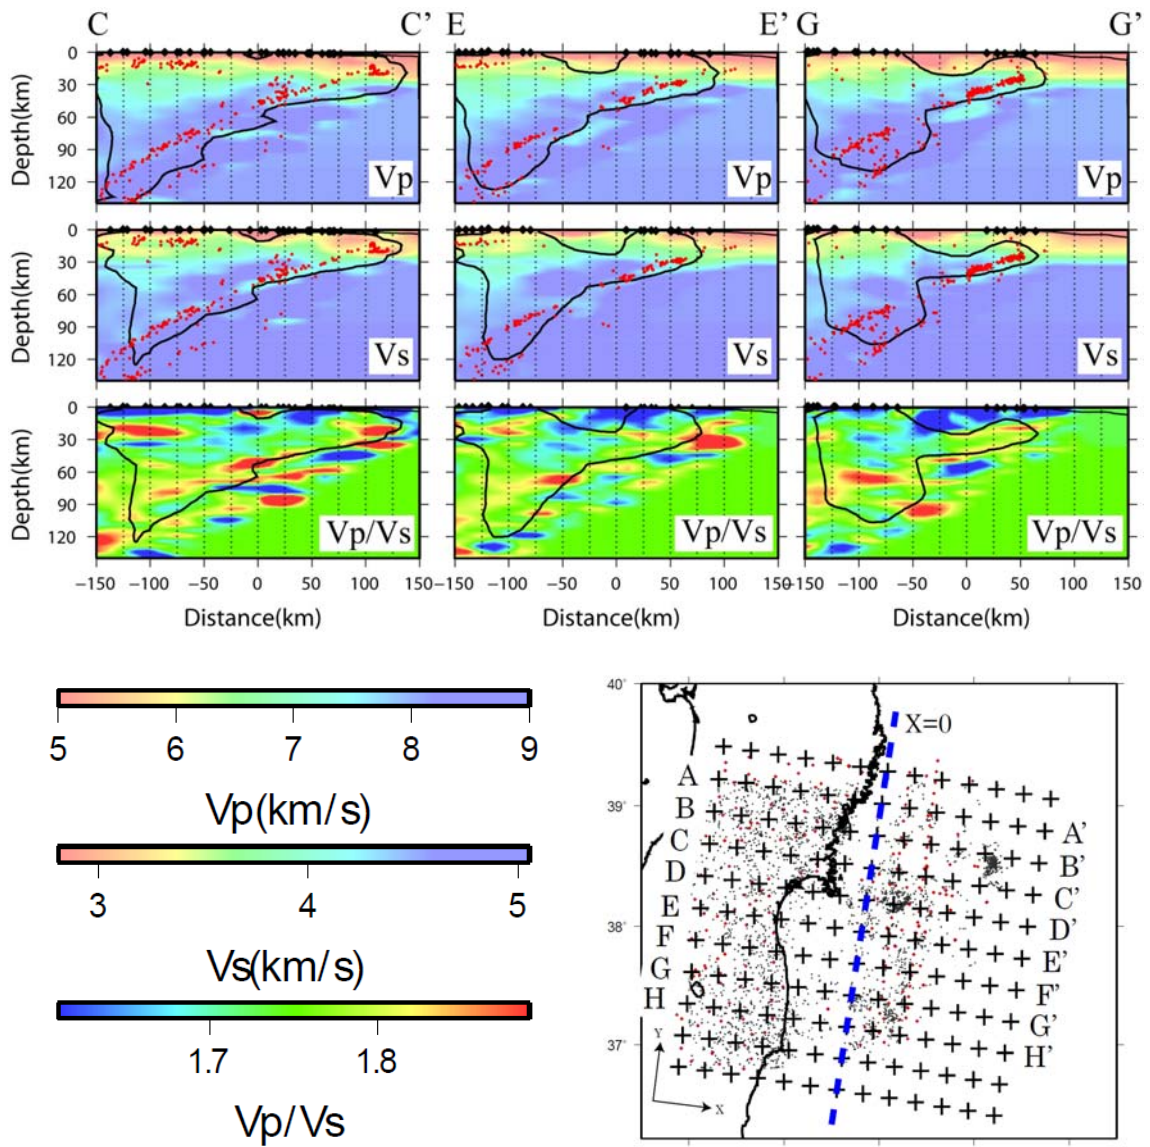 C C’ E E’ G G’
0
30
60
90
120
Depth(km)
Vp Vp Vp
0
30
60
90
120
Depth(km)
Vs Vs Vs
0
30
60
90
120
Depth(km)
Vp/Vs Vp/Vs Vp/Vs
−150 −100 −50 0 50 100 150 −100 −50 0 50 100 150 −100 −50 0 50 100 150
Distance(km) Distance(km) Distance(km)
5 6 7 8 9
Vp(km/s)
3 4 5
Vs(km/s)
1.7 1.8
Vp/Vs
40˚
39˚
38˚
37˚
X=0
A
B
C
D
E
F
G
H
A’
B’
C’
D’
E’
F’
G’
H’
Y
X